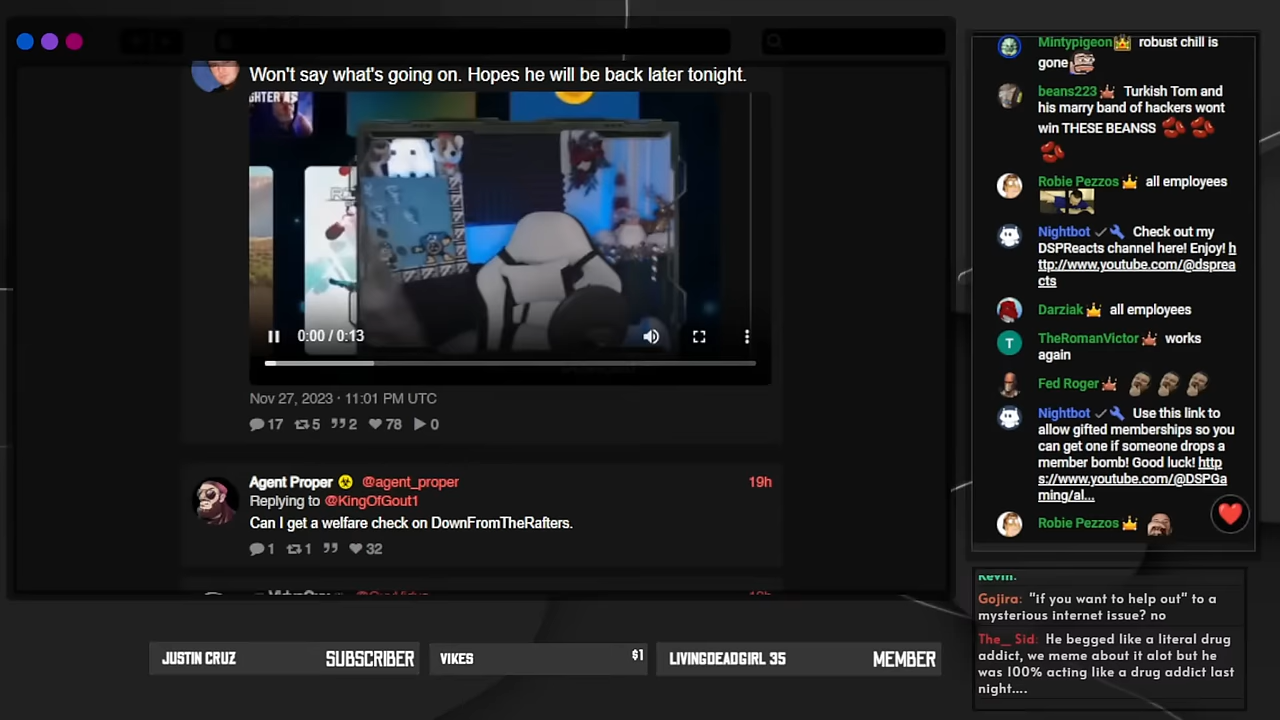 Won't say what's going on. Hopes he will be back later tonight.
0:00 / 0:13
Nov 27, 2023 · 11:01 PM UTC
17 5 2 78 0
Agent Proper @agent_proper 19h
Replying to @KingOfGout1
Can I get a welfare check on DownFromTheRafters.
1 1 32
JUSTIN CRUZ SUBSCRIBER
VIKES $1
LIVINGDEADGIRL 35 MEMBER
Mintypigeon robust chill is
gone
beans223 Turkish Tom and
his marry band of hackers wont
win THESE BEANSS
Robie Pezzos all employees
Nightbot Check out my
DSPReacts channel here! Enjoy! h
ttp://www.youtube.com/@dsprea
cts
Darziak all employees
T TheRomanVictor works
again
Fed Roger
Nightbot Use this link to
allow gifted memberships so you
can get one if someone drops a
member bomb! Good luck! http
s://www.youtube.com/@DSPGa
ming/al...
Robie Pezzos
Kevin:
Gojira: "if you want to help out" to a
mysterious internet issue? no
The__Sid: He begged like a literal drug
addict, we meme about it alot but he
was 100% acting like a drug addict last
night....